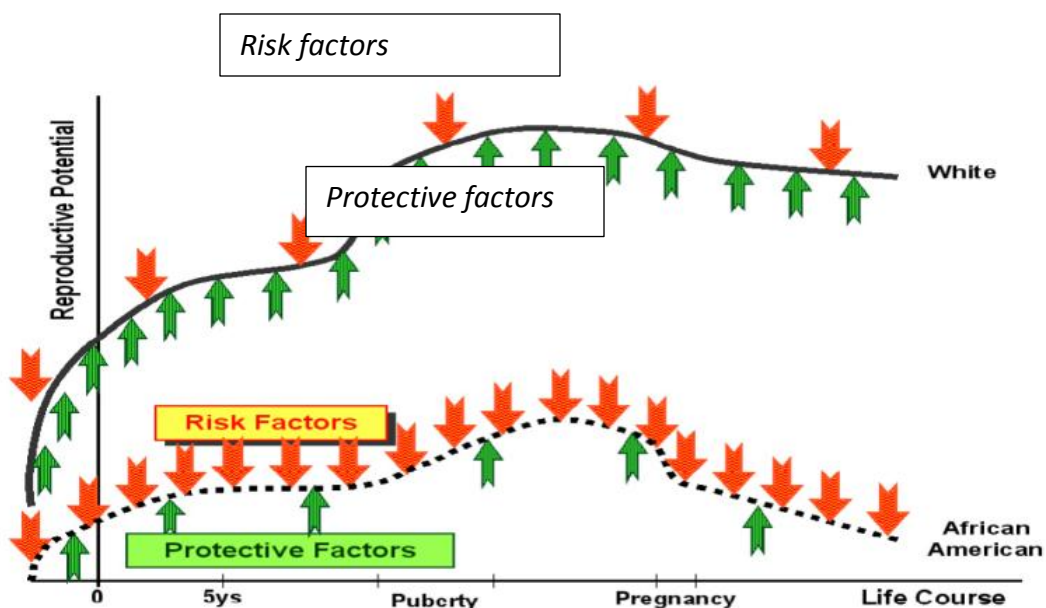 Risk factors
Reproductive Potential
White
Protective factors
Risk Factors
Protective Factors
African
American
0
5ys
Puberty
Pregnancy
Life Course